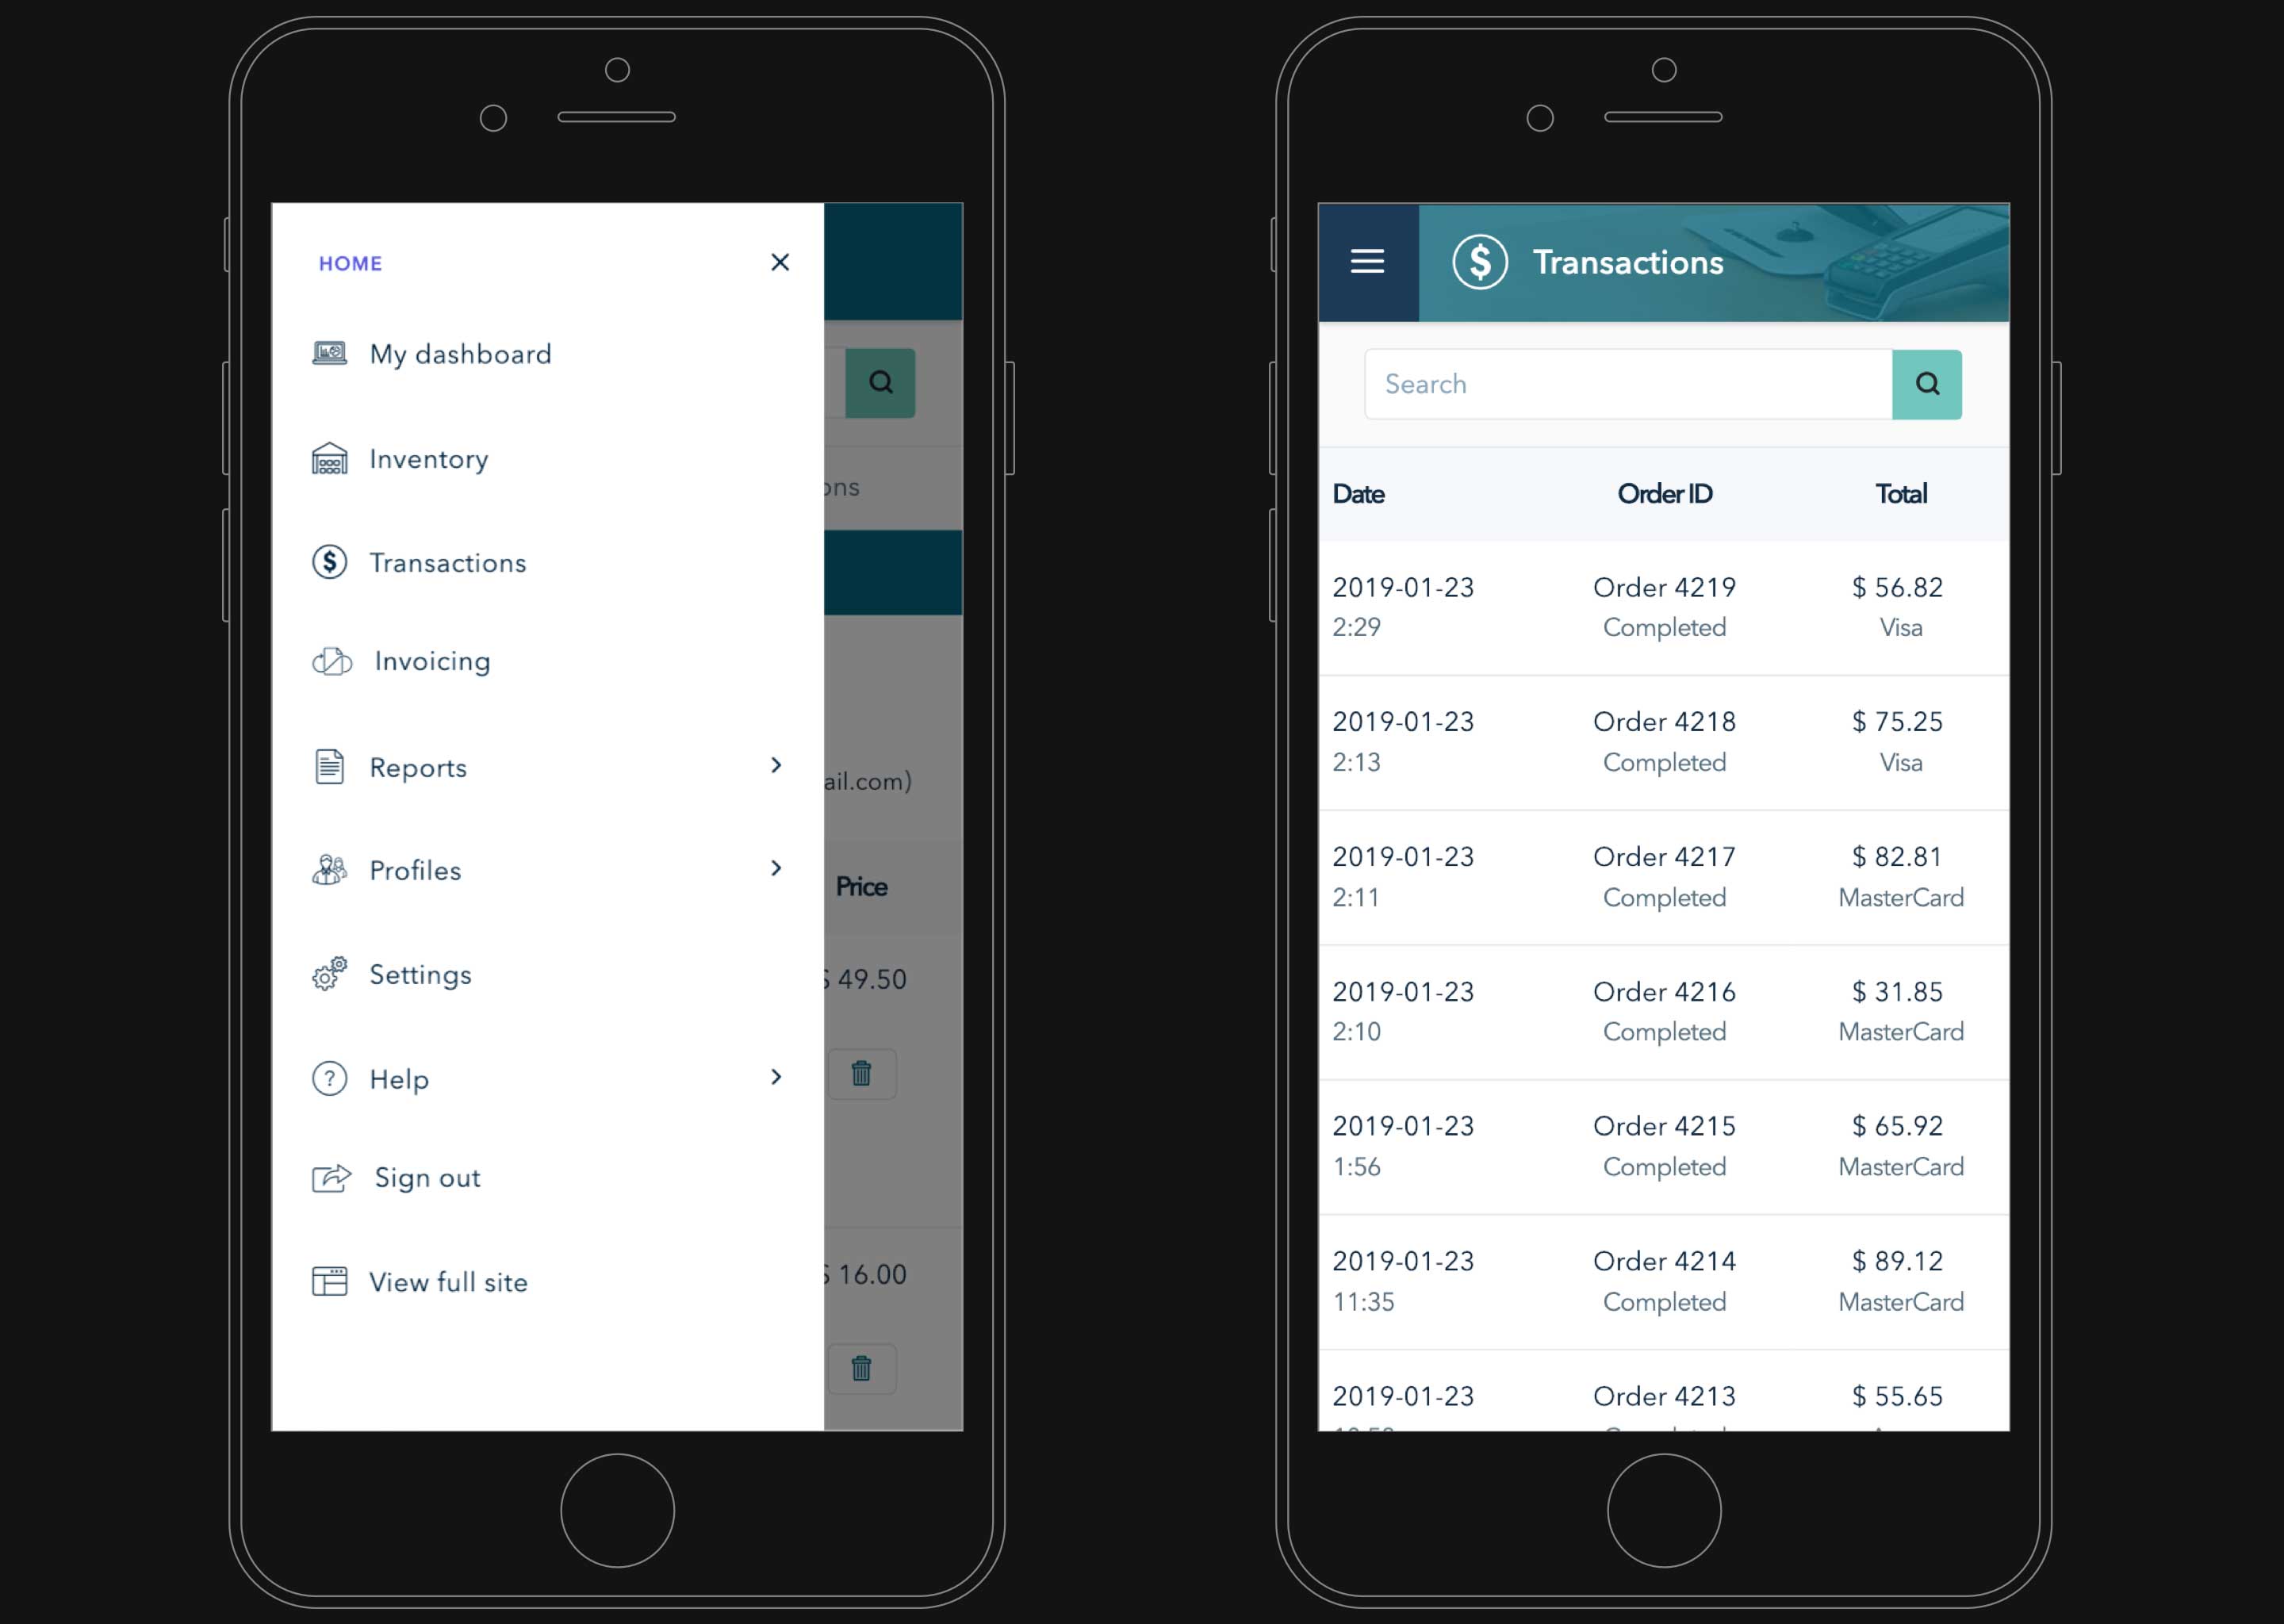 HOME
My dashboard
Inventory
Transactions
Invoicing
Reports
Profiles
Settings
Help
Sign out
View full site
ail.com)
Price
$ 49.50
$ 16.00
Transactions
Search
Date Order ID Total
2019-01-23 Order 4219 $ 56.82
2:29 Completed Visa
2019-01-23 Order 4218 $ 75.25
2:13 Completed Visa
2019-01-23 Order 4217 $ 82.81
2:11 Completed MasterCard
2019-01-23 Order 4216 $ 31.85
2:10 Completed MasterCard
2019-01-23 Order 4215 $ 65.92
1:56 Completed MasterCard
2019-01-23 Order 4214 $ 89.12
11:35 Completed MasterCard
2019-01-23 Order 4213 $ 55.65